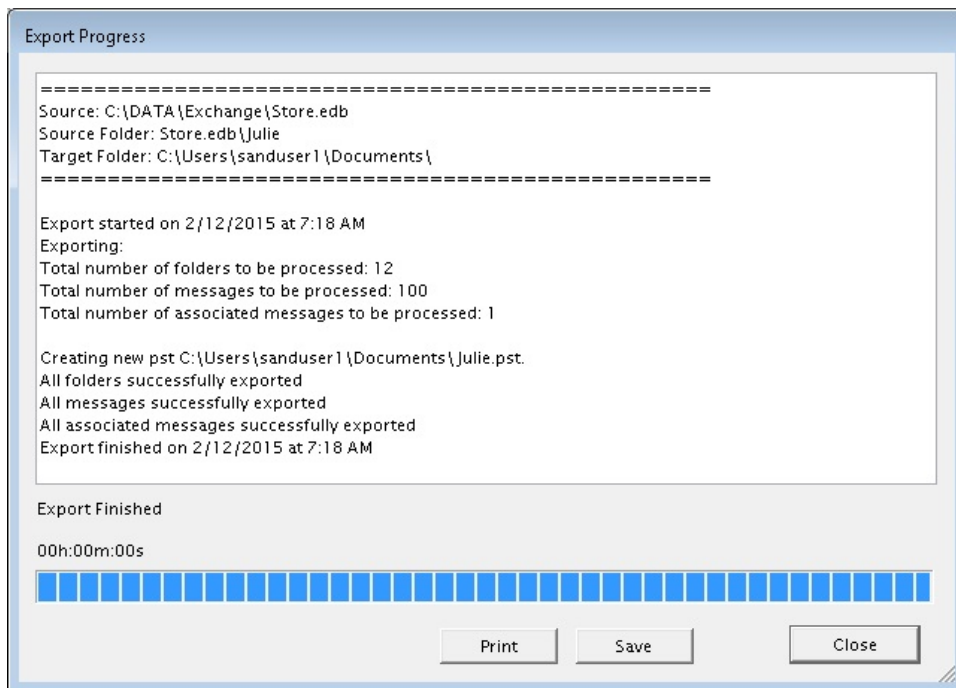 Export Progress
==================================================
Source: C:\DATA\Exchange\Store.edb
Source Folder: Store.edb\Julie
Target Folder: C:\Users\sanduser1\Documents\
==================================================
Export started on 2/12/2015 at 7:18 AM
Exporting:
Total number of folders to be processed: 12
Total number of messages to be processed: 100
Total number of associated messages to be processed: 1
Creating new pst C:\Users\sanduser1\Documents\Julie.pst.
All folders successfully exported
All messages successfully exported
All associated messages successfully exported
Export finished on 2/12/2015 at 7:18 AM
Export Finished
00h:00m:00s
Print Save Close